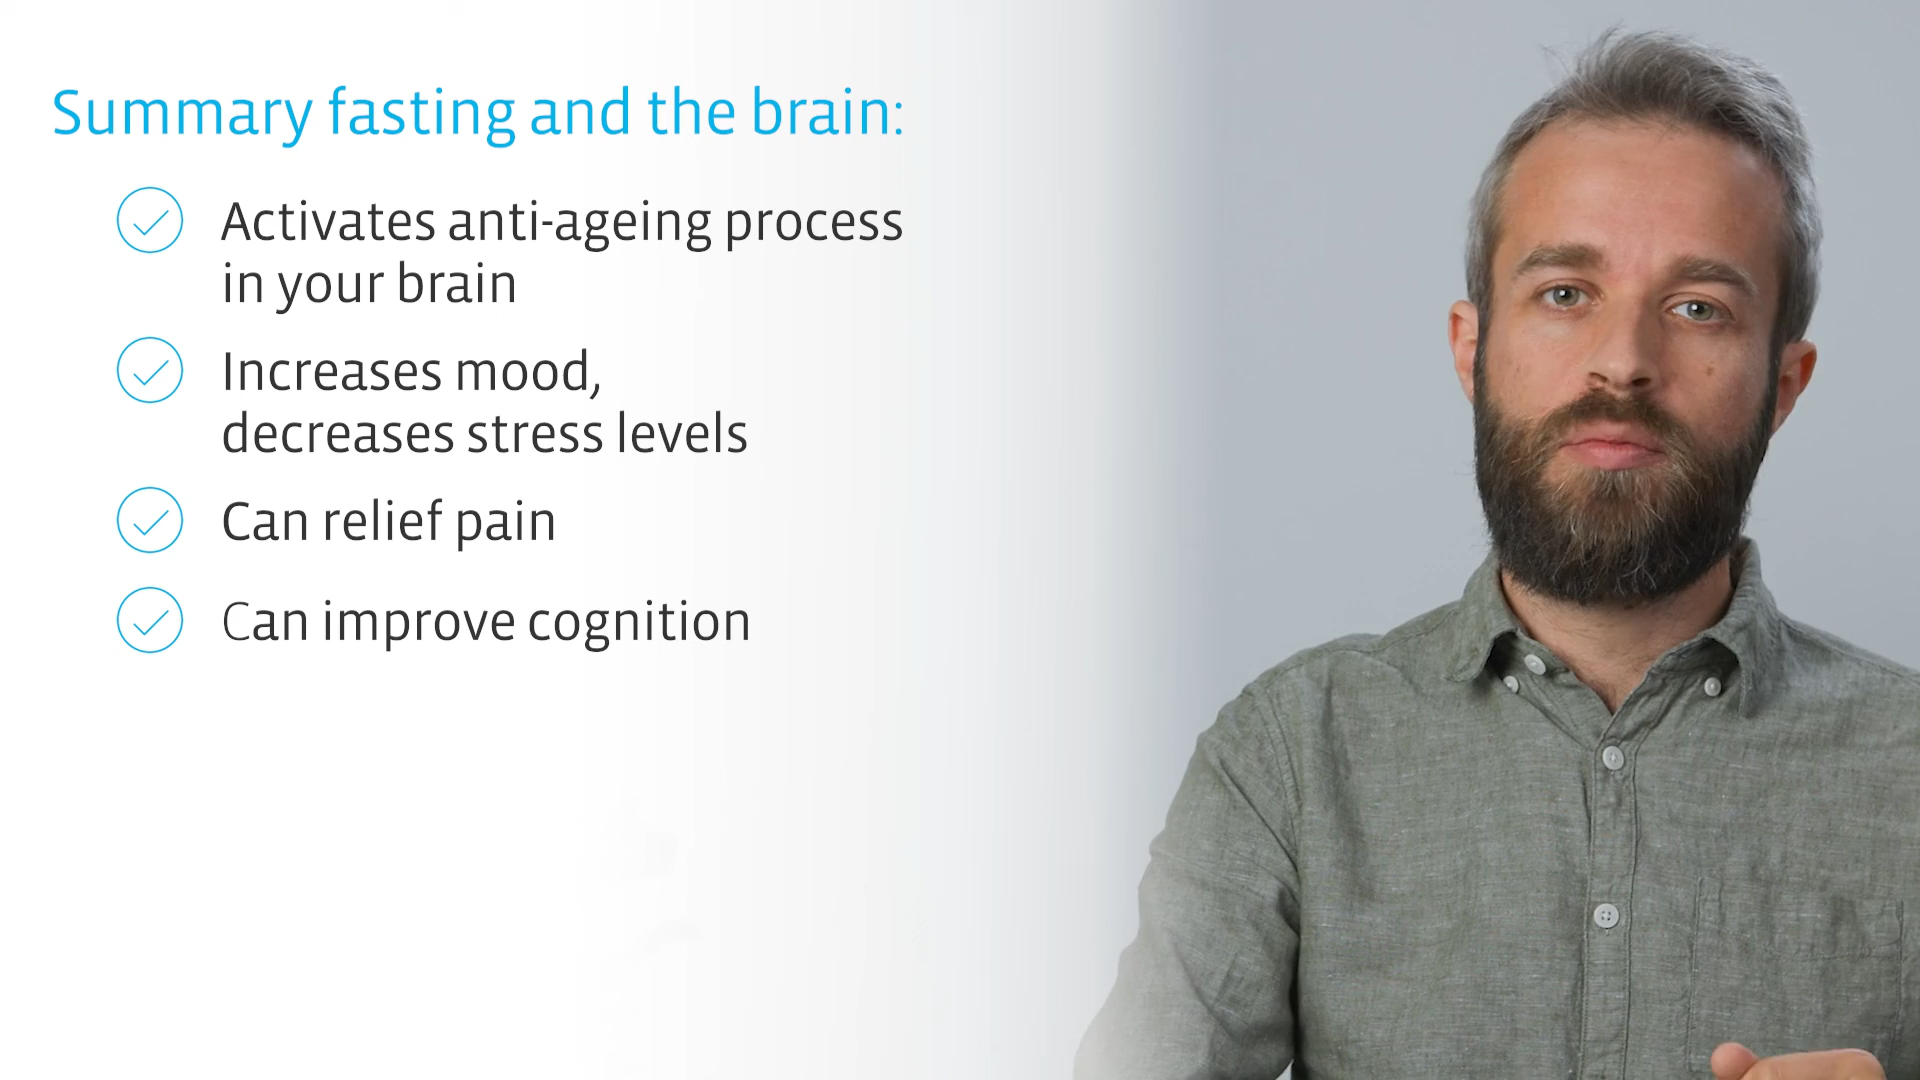 Summary fasting and the brain:
Activates anti-ageing process
in your brain
Increases mood,
decreases stress levels
Can relief pain
Can improve cognition